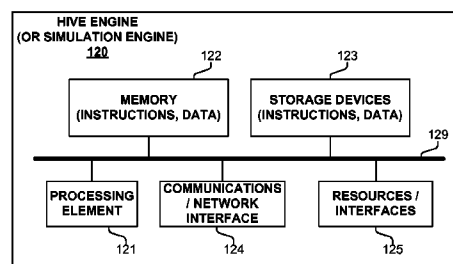 HIVE ENGINE
(OR SIMULATION ENGINE)
120
122
123
MEMORY
(INSTRUCTIONS, DATA)
STORAGE DEVICES
(INSTRUCTIONS, DATA)
129
PROCESSING
ELEMENT
COMMUNICATIONS
/ NETWORK
INTERFACE
RESOURCES /
INTERFACES
121
124
125